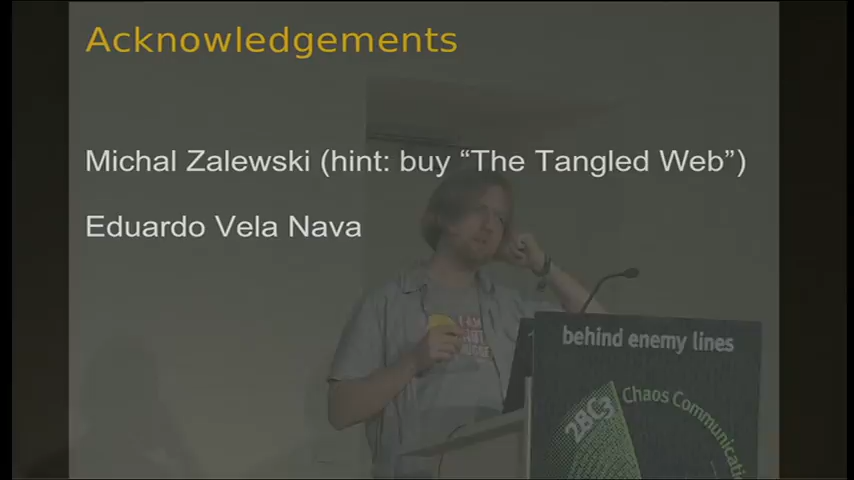 Acknowledgements
Michal Zalewski (hint: buy “The Tangled Web”)
Eduardo Vela Nava
behind enemy lines
28C3
Chaos Communicati